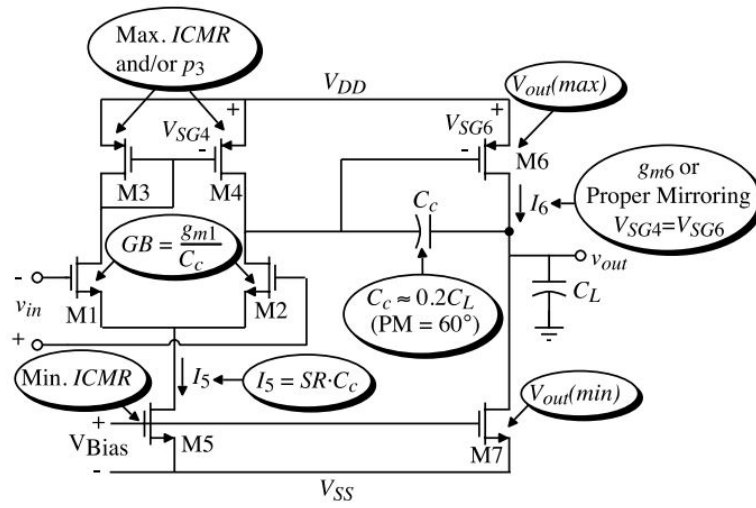 Max. ICMR
and/or p3
VDD
Vout(max)
+
VSG4
-
+
VSG6
-
M6
M3
M4
gm6 or
Proper Mirroring
VSG4=VSG6
I6
Cc
GB = gm1
Cc
-
vin
+
M1
M2
vout
CL
Cc ≈ 0.2CL
(PM = 60°)
Min. ICMR
I5
I5 = SR·Cc
Vout(min)
+
VBias
-
M5
M7
VSS